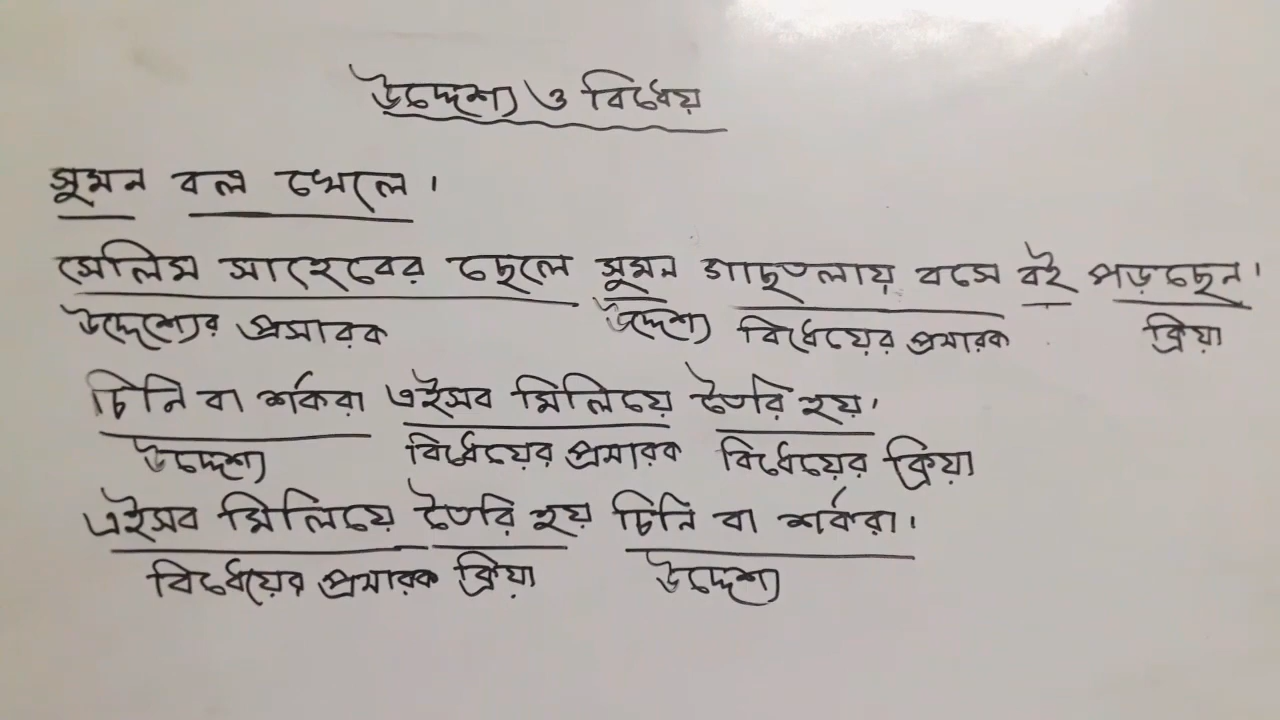 উদ্দেশ্য ও বিধেয়
সুমন বল খেলে।
সেলিম সাহেবের ছেলে সুমন গাছতলায় বসে বই পড়ছেন।
উদ্দেশ্যের প্রসারক উদ্দেশ্য বিধেয়ের প্রসারক ক্রিয়া
চিনি বা শর্করা এইসব মিলিয়ে তৈরি হয়।
উদ্দেশ্য বিধেয়ের প্রসারক বিধেয়ের ক্রিয়া
এইসব মিলিয়ে তৈরি হয় চিনি বা শর্করা।
বিধেয়ের প্রসারক ক্রিয়া উদ্দেশ্য